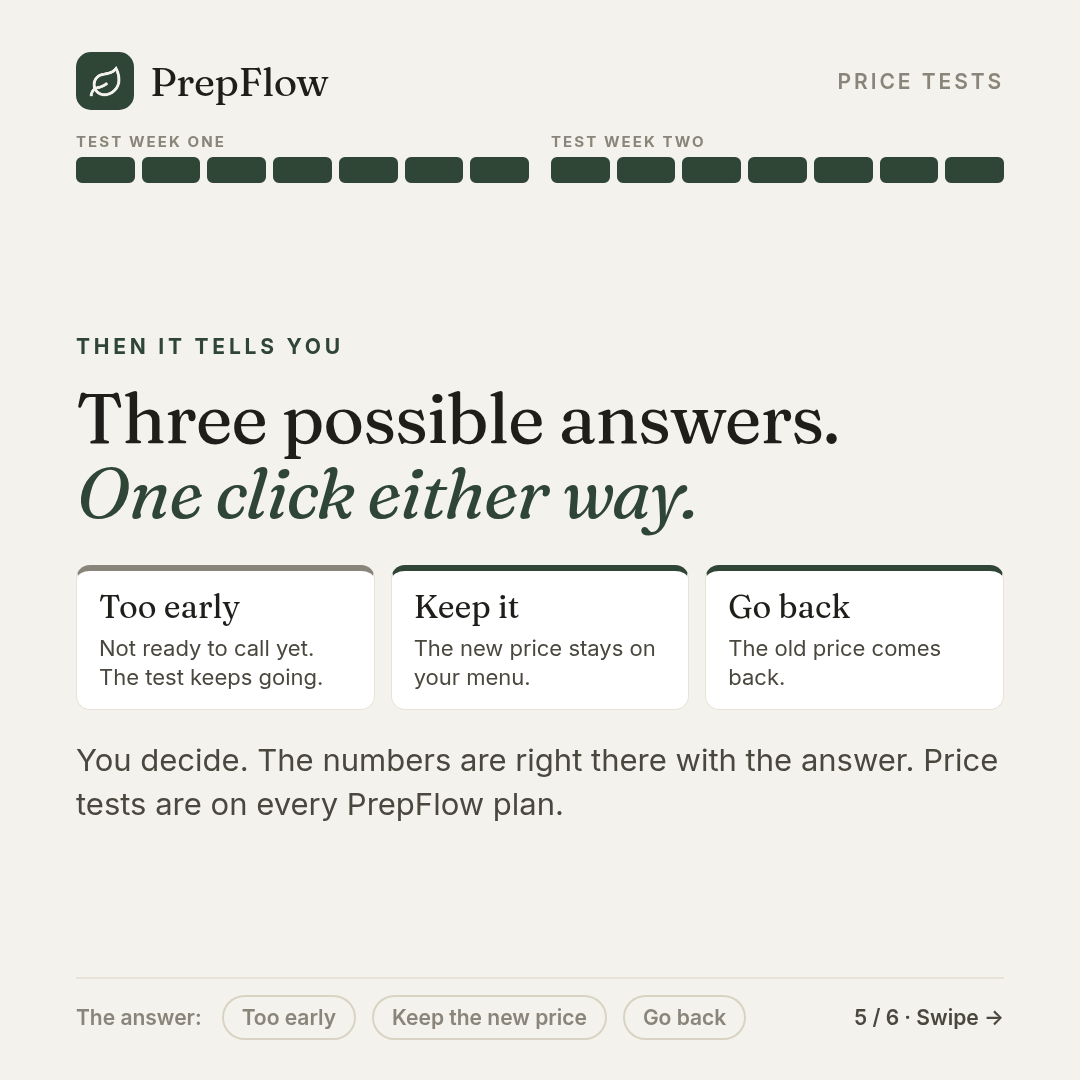 PrepFlow
PRICE TESTS
TEST WEEK ONE
TEST WEEK TWO
THEN IT TELLS YOU
Three possible answers.
One click either way.
Too early
Not ready to call yet.
The test keeps going.
Keep it
The new price stays on
your menu.
Go back
The old price comes
back.
You decide. The numbers are right there with the answer. Price
tests are on every PrepFlow plan.
The answer:
Too early
Keep the new price
Go back
5 / 6 · Swipe →